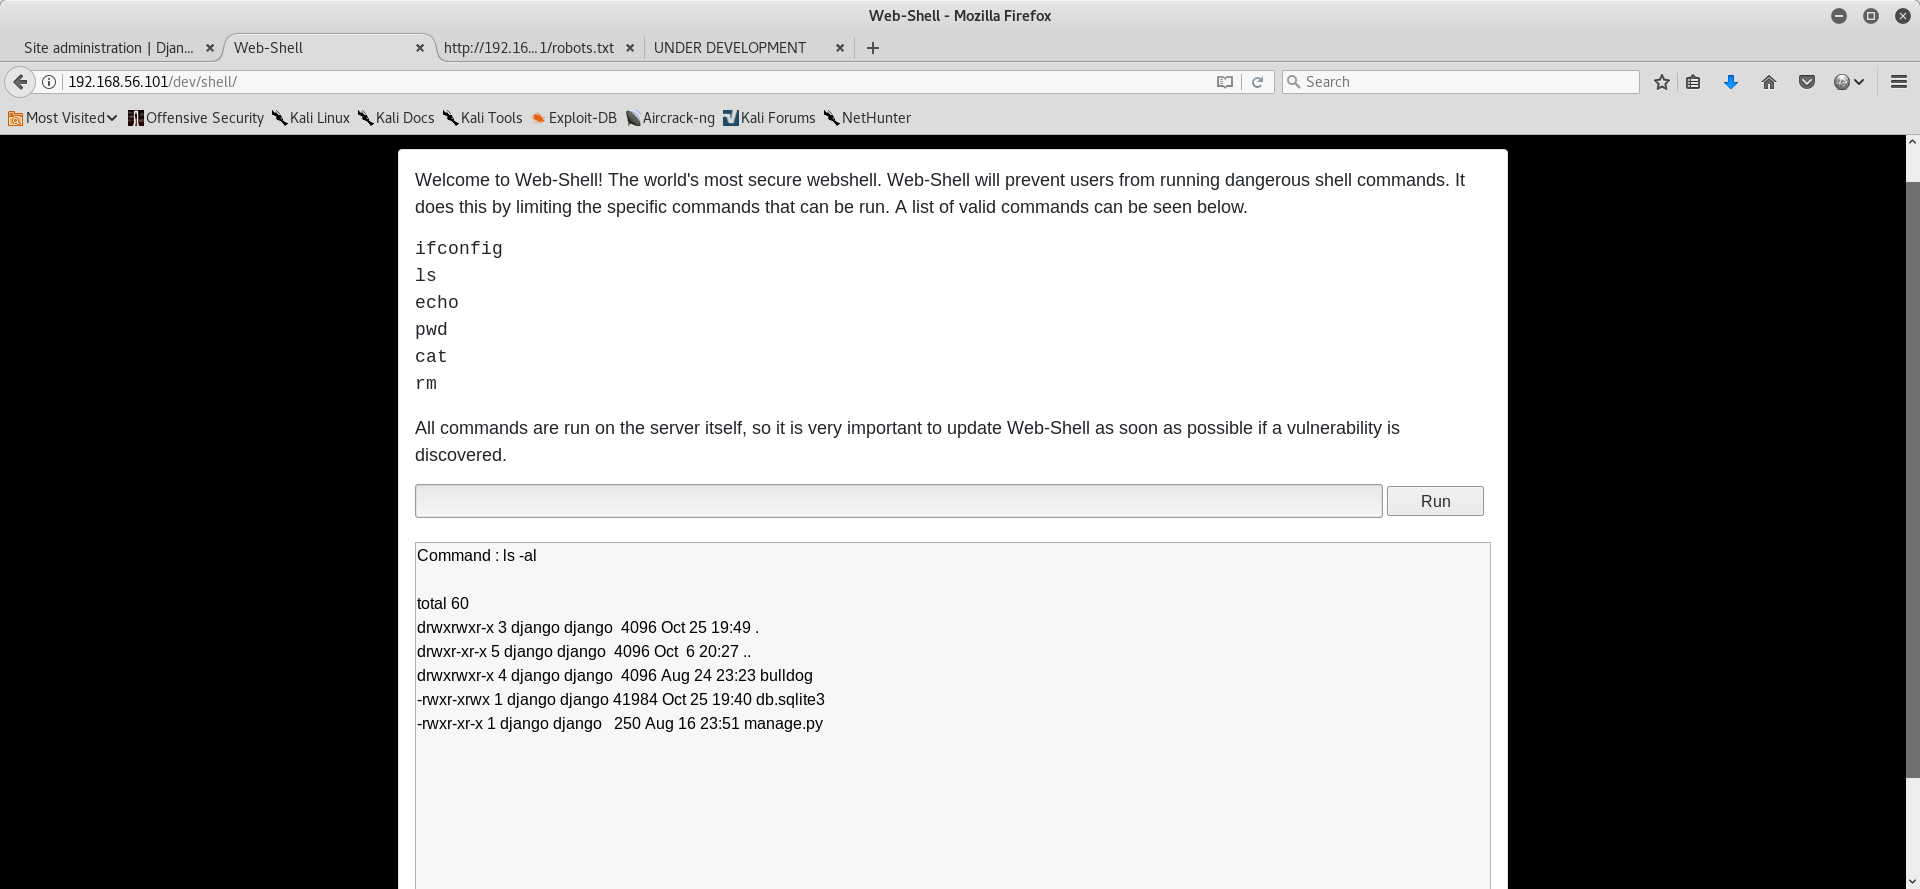 Web-Shell - Mozilla Firefox
Site administration | Djan...
Web-Shell
http://192.16...1/robots.txt
UNDER DEVELOPMENT
192.168.56.101/dev/shell/
Search
Most Visited
Offensive Security
Kali Linux
Kali Docs
Kali Tools
Exploit-DB
Aircrack-ng
Kali Forums
NetHunter
Welcome to Web-Shell! The world's most secure webshell. Web-Shell will prevent users from running dangerous shell commands. It
does this by limiting the specific commands that can be run. A list of valid commands can be seen below.
ifconfig
ls
echo
pwd
cat
rm
All commands are run on the server itself, so it is very important to update Web-Shell as soon as possible if a vulnerability is
discovered.
Run
Command : ls -al
total 60
drwxrwxr-x 3 django django  4096 Oct 25 19:49 .
drwxr-xr-x 5 django django  4096 Oct  6 20:27 ..
drwxrwxr-x 4 django django  4096 Aug 24 23:23 bulldog
-rwxr-xrwx 1 django django 41984 Oct 25 19:40 db.sqlite3
-rwxr-xr-x 1 django django   250 Aug 16 23:51 manage.py